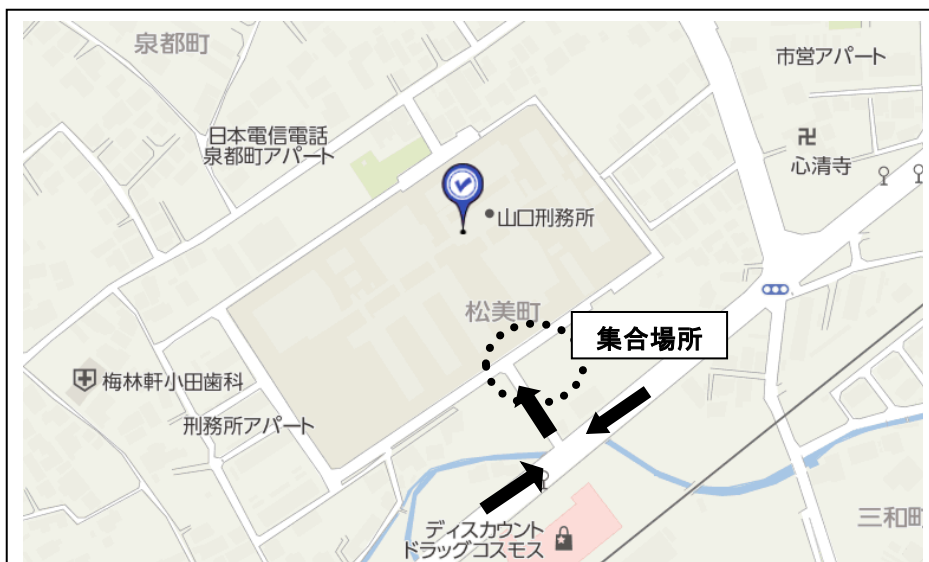 泉都町
市営アパート
日本電信電話
泉都町アパート
心清寺
山口刑務所
松美町
集合場所
梅林軒小田歯科
刑務所アパート
三和町
ディスカウント
ドラッグコスモス